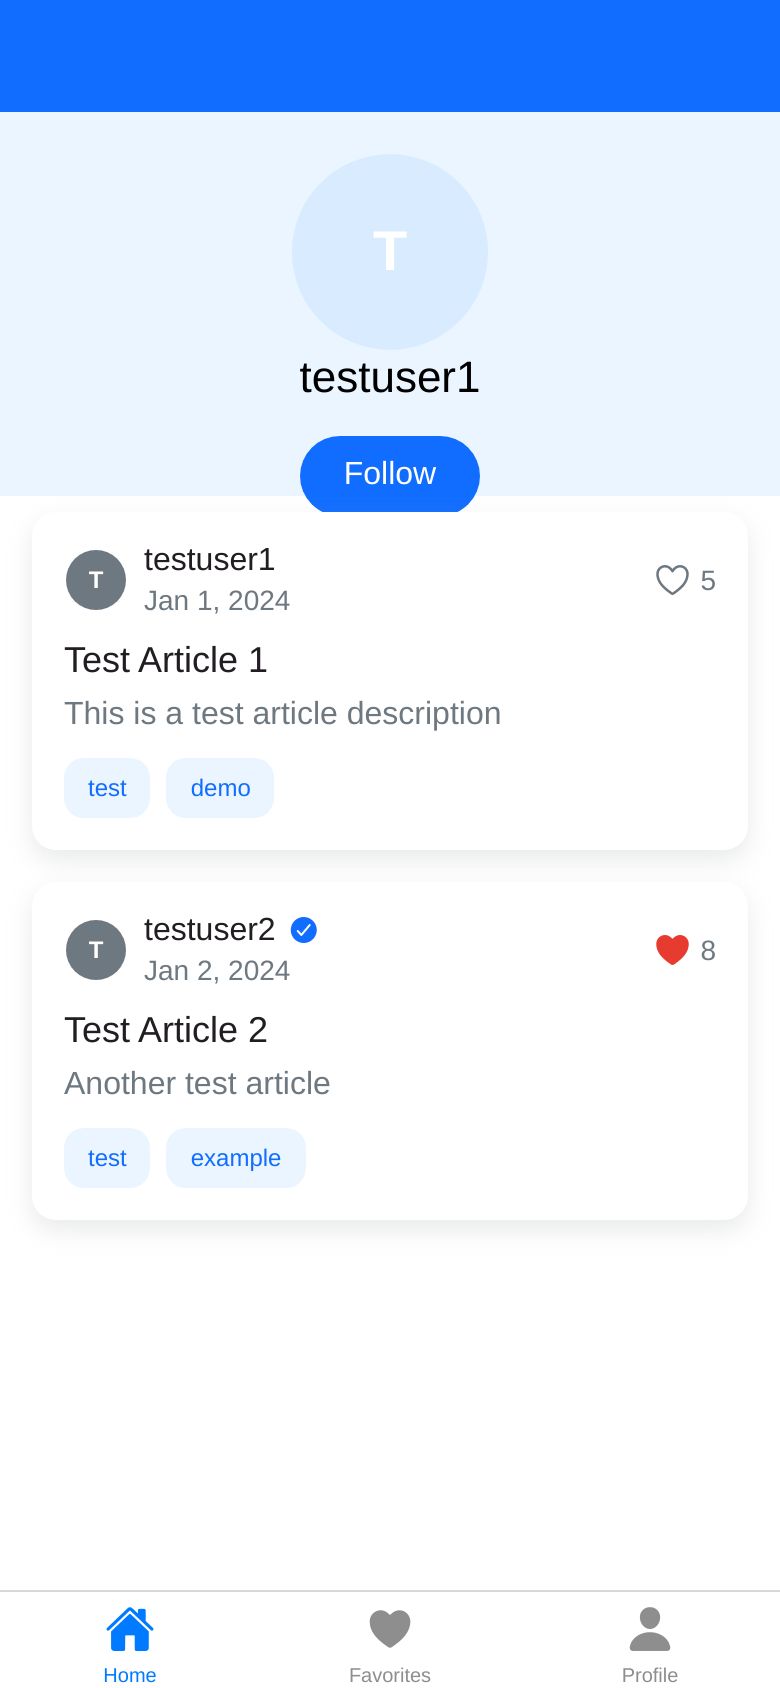 T
testuser1
Follow
T
testuser1
5
Jan 1, 2024
Test Article 1
This is a test article description
test demo
T
testuser2
8
Jan 2, 2024
Test Article 2
Another test article
test example
Home Favorites Profile